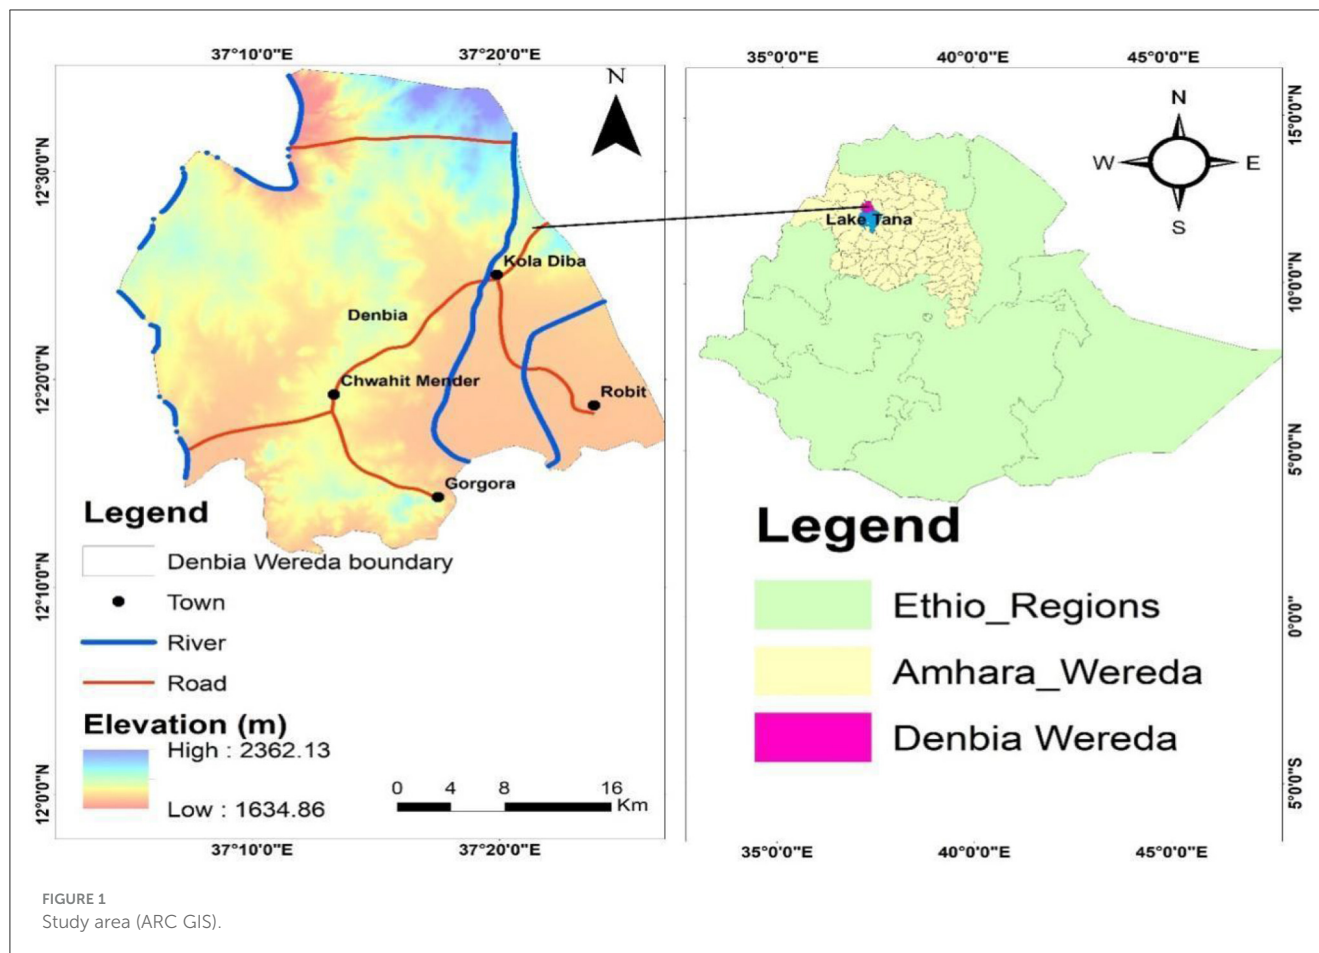 37°10'0"E
37°20'0"E
N
12°30'0"N
12°20'0"N
12°10'0"N
12°0'0"N
Kola Diba
Denbia
Chwahit Mender
Robit
Gorgora
Legend
Denbia Wereda boundary
Town
River
Road
Elevation (m)
High : 2362.13
Low : 1634.86
0 4 8 16
Km
37°10'0"E
37°20'0"E
35°0'0"E
40°0'0"E
45°0'0"E
N
W
E
S
15°0'0"N
10°0'0"N
5°0'0"N
0°0'0"
5°0'0"S
Lake Tana
Legend
Ethio_Regions
Amhara_Wereda
Denbia Wereda
35°0'0"E
40°0'0"E
45°0'0"E
FIGURE 1
Study area (ARC GIS).